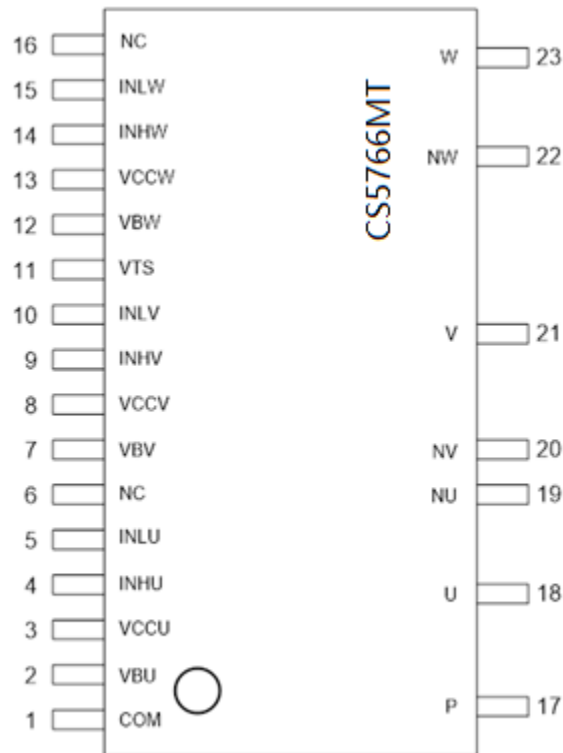 16 NC
15 INLW
14 INHW
13 VCCW
12 VBW
11 VTS
10 INLV
9 INHV
8 VCCV
7 VBV
6 NC
5 INLU
4 INHU
3 VCCU
2 VBU
1 COM
CS5766MT
W 23
NW 22
V 21
NV 20
NU 19
U 18
P 17